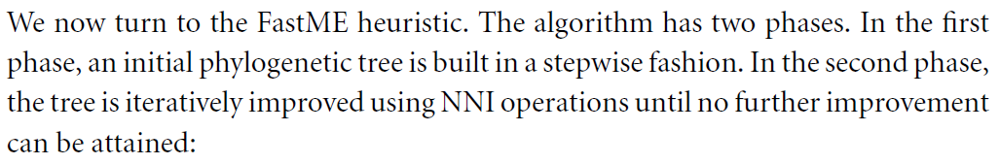 We now turn to the FastME heuristic. The algorithm has two phases. In the first
phase, an initial phylogenetic tree is built in a stepwise fashion. In the second phase,
the tree is iteratively improved using NNI operations until no further improvement
can be attained: